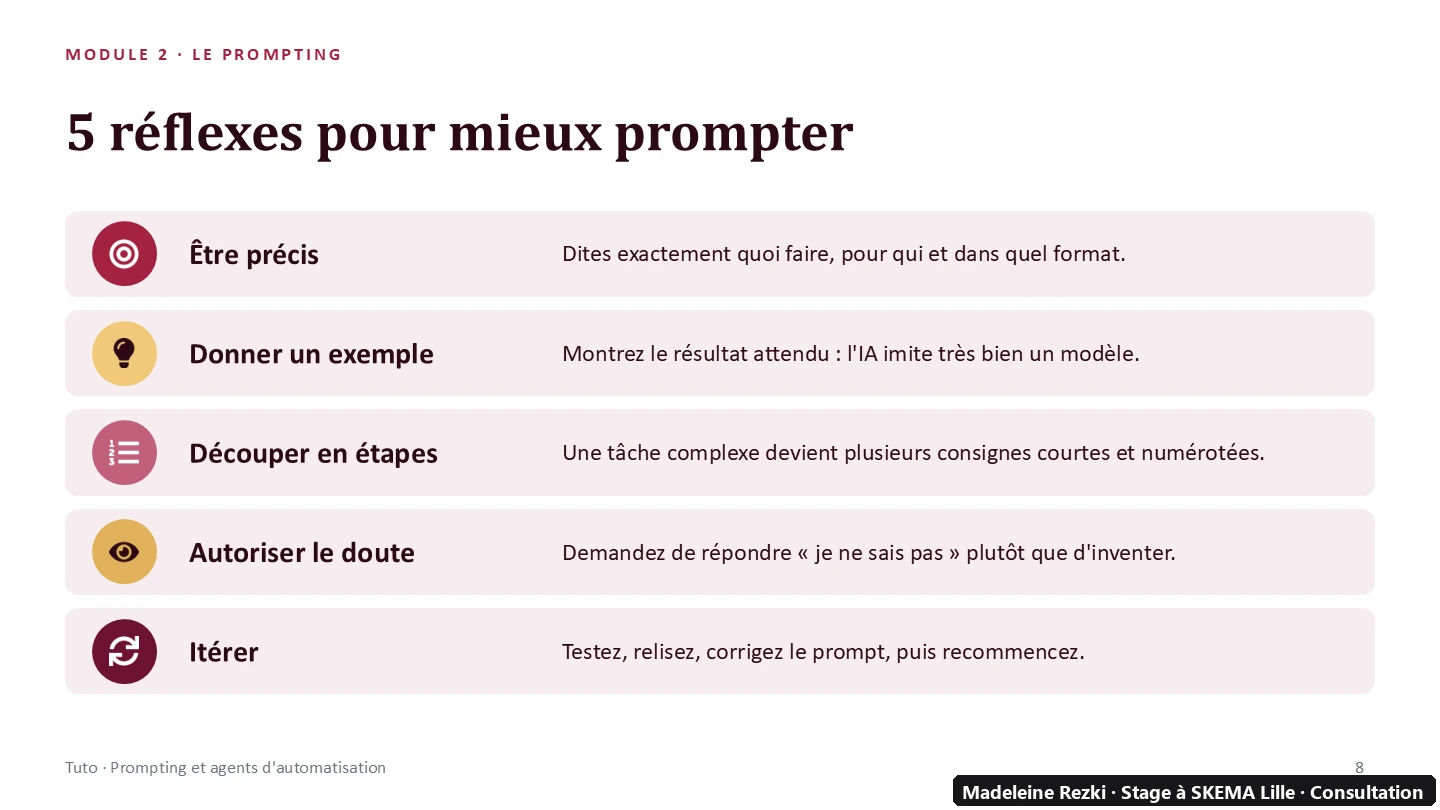 MODULE 2 · LE PROMPTING
5 réflexes pour mieux prompter
Être précis
Dites exactement quoi faire, pour qui et dans quel format.
Donner un exemple
Montrez le résultat attendu : l'IA imite très bien un modèle.
1
2
3
Découper en étapes
Une tâche complexe devient plusieurs consignes courtes et numérotées.
Autoriser le doute
Demandez de répondre « je ne sais pas » plutôt que d'inventer.
Itérer
Testez, relisez, corrigez le prompt, puis recommencez.
Tuto · Prompting et agents d'automatisation
8
Madeleine Rezki · Stage à SKEMA Lille · Consultation